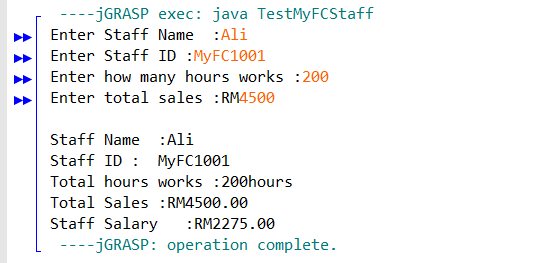 ----jGRASP exec: java TestMyFCStaff
Enter Staff Name  :Ali
Enter Staff ID :MyFC1001
Enter how many hours works :200
Enter total sales :RM4500

Staff Name  :Ali
Staff ID :  MyFC1001
Total hours works :200hours
Total Sales :RM4500.00
Staff Salary   :RM2275.00
----jGRASP: operation complete.